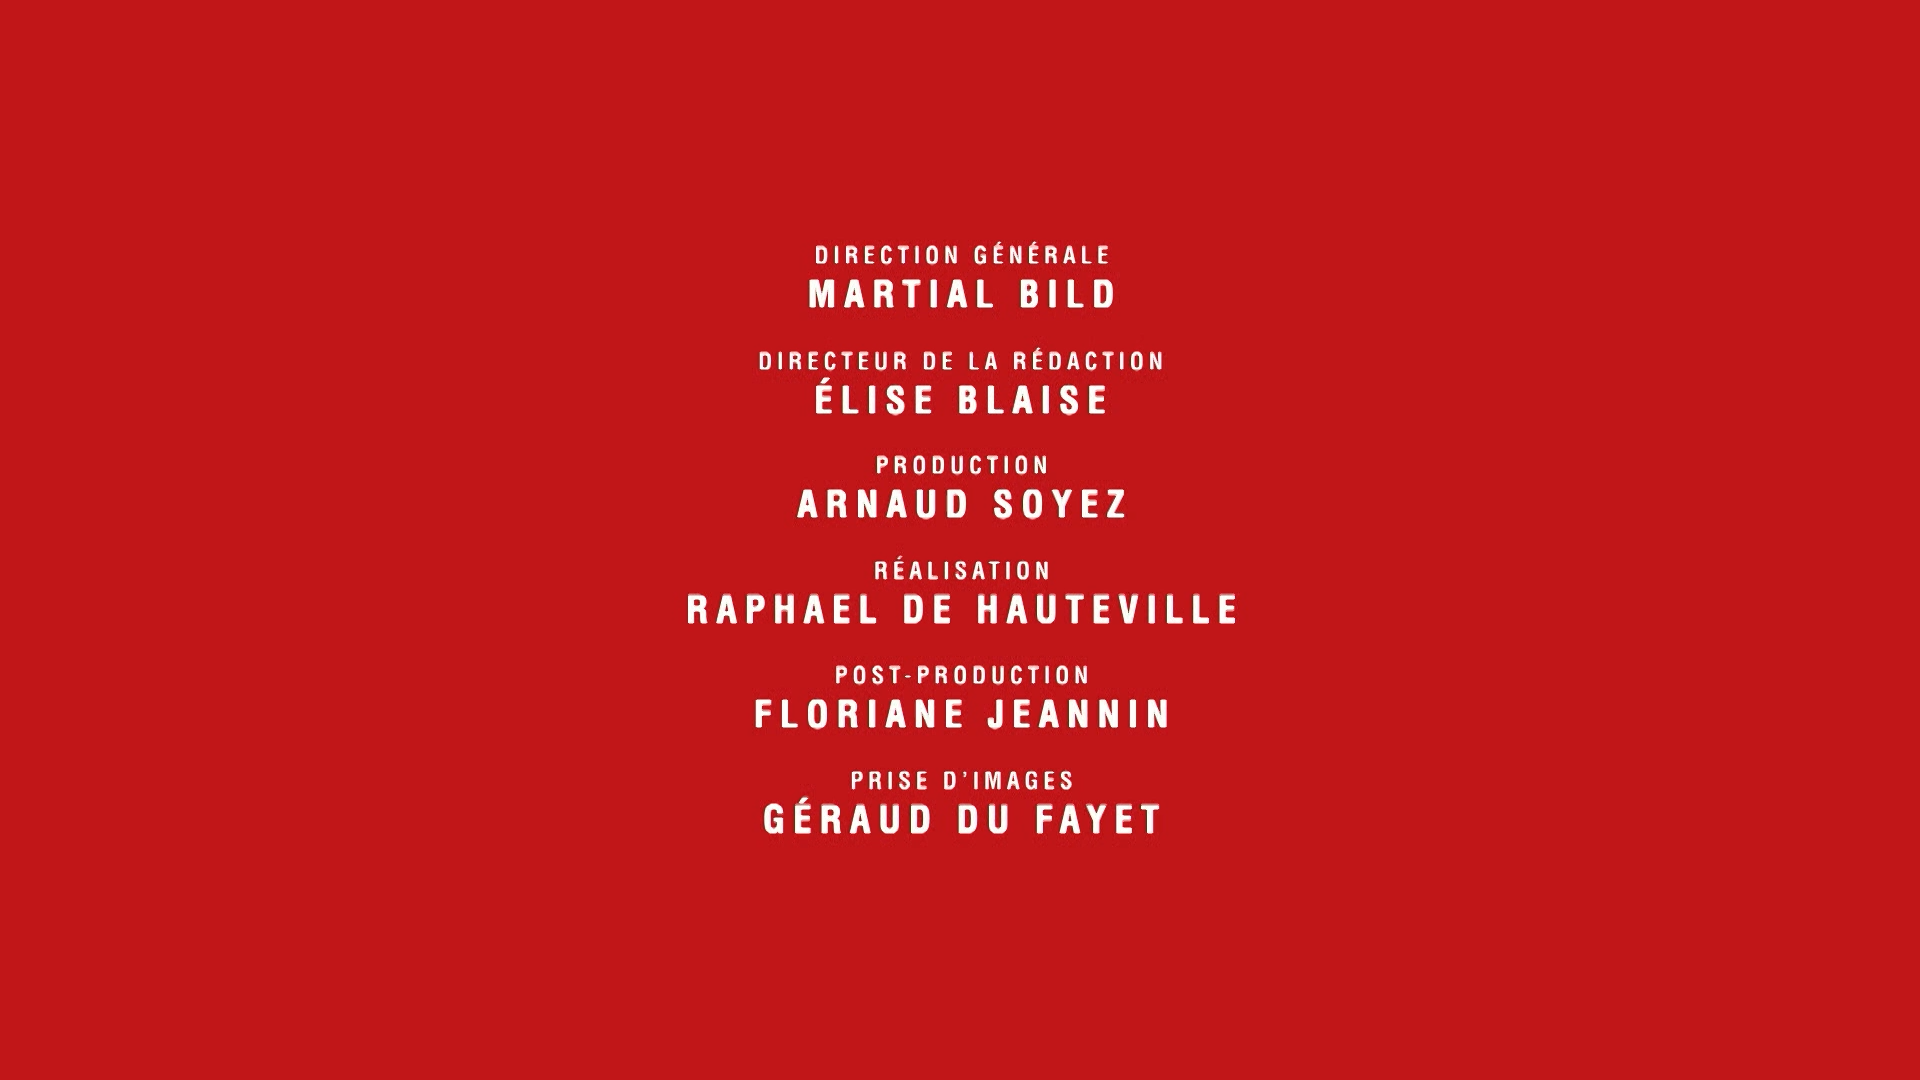 DIRECTION GÉNÉRALE
MARTIAL BILD
DIRECTEUR DE LA RÉDACTION
ÉLISE BLAISE
PRODUCTION
ARNAUD SOYEZ
RÉALISATION
RAPHAEL DE HAUTEVILLE
POST-PRODUCTION
FLORIANE JEANNIN
PRISE D’IMAGES
GÉRAUD DU FAYET